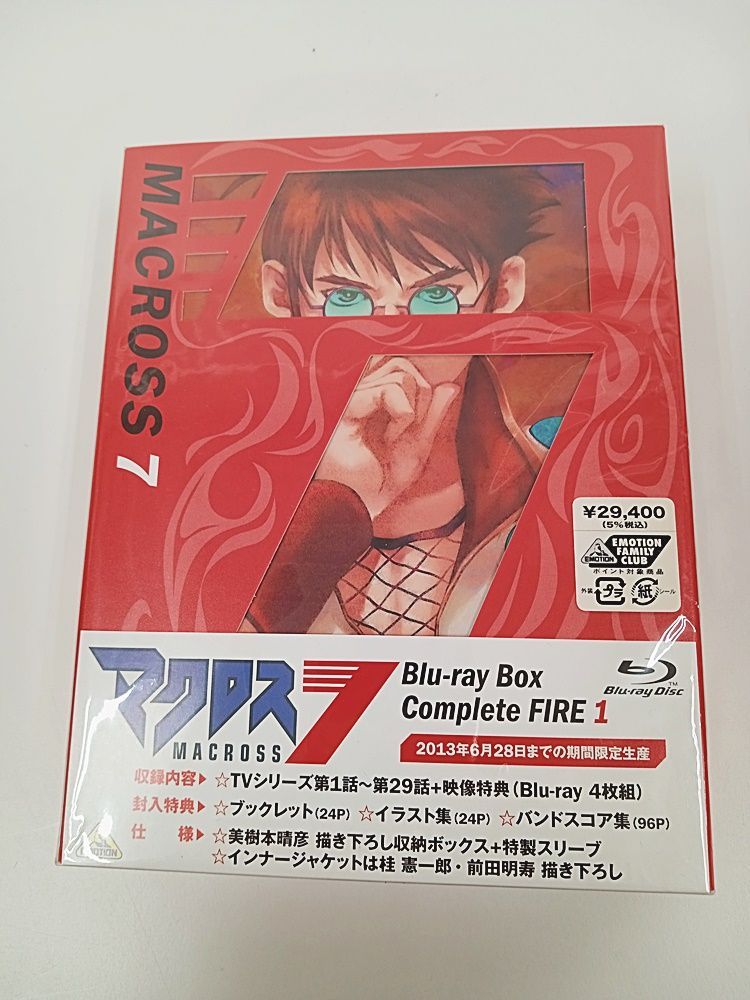 MACROSS 7
¥29,400
(5%税込)
EMOTION
EMOTION
FAMILY
CLUB
ポイント対象商品
外装
プラ
紙
シール
マクロス7
MACROSS
Blu-ray Box
Complete FIRE 1
Blu-ray Disc
TM
2013年6月28日までの期間限定生産
収録内容▶ ☆TVシリーズ第1話~第29話+映像特典(Blu-ray 4枚組)
封入特典▶ ☆ブックレット(24P) ☆イラスト集(24P) ☆バンドスコア集(96P)
仕 様▶ ☆美樹本晴彦 描き下ろし収納ボックス+特製スリーブ
☆インナージャケットは桂 憲一郎・前田明寿 描き下ろし
EMOTION